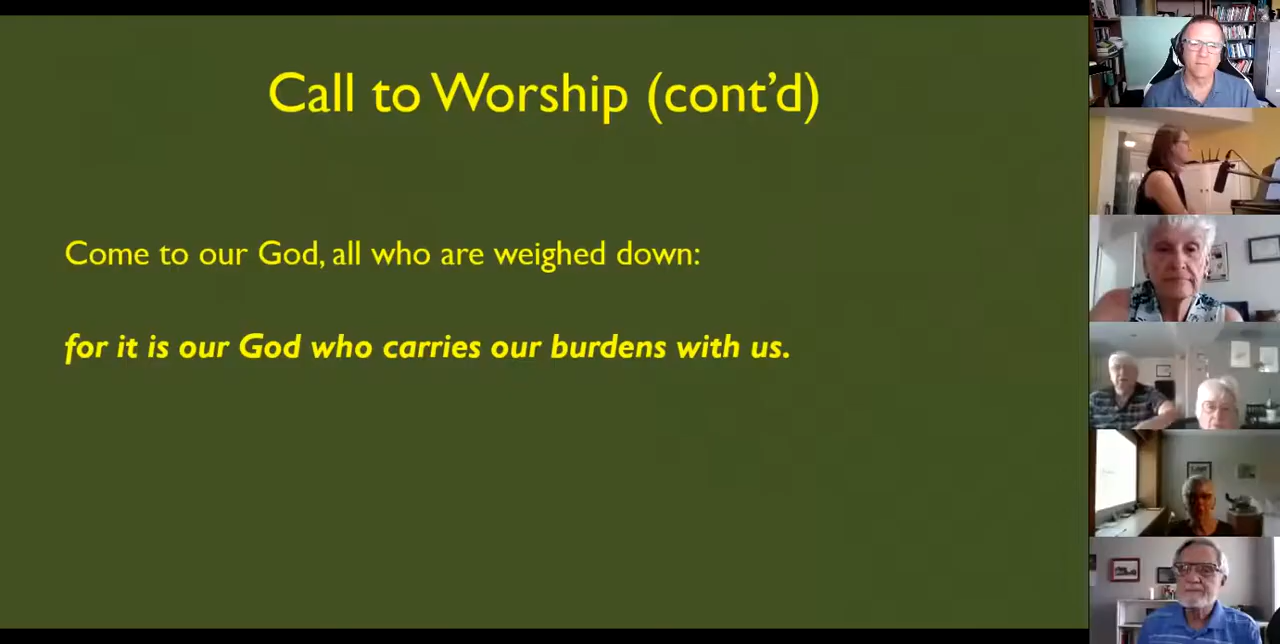 Call to Worship (cont’d)
Come to our God, all who are weighed down:
for it is our God who carries our burdens with us.